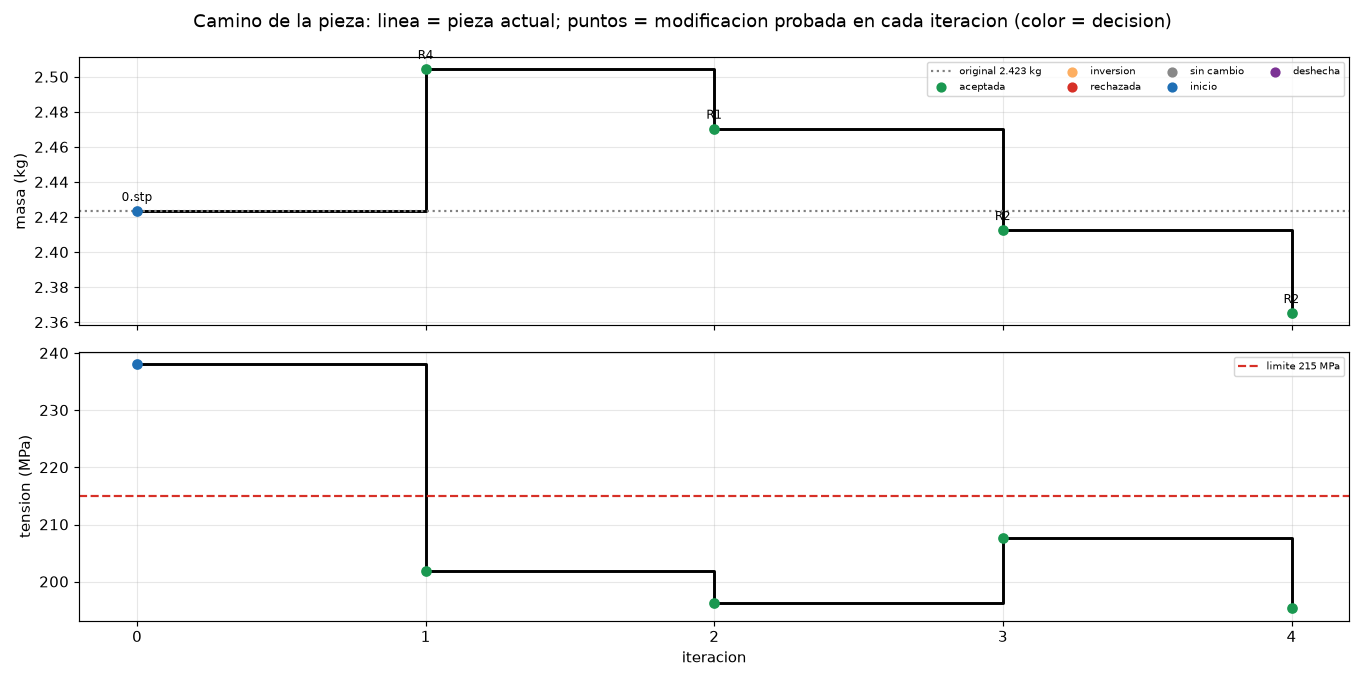 Camino de la pieza: linea = pieza actual; puntos = modificacion probada en cada iteracion (color = decision)
masa (kg)
2.50
2.48
2.46
2.44
2.42
2.40
2.38
2.36
0.stp
R4
R1
R2
R2
original 2.423 kg
aceptada
inversion
rechazada
sin cambio
inicio
deshecha
tension (MPa)
240
230
220
210
200
limite 215 MPa
0
1
2
3
4
iteracion